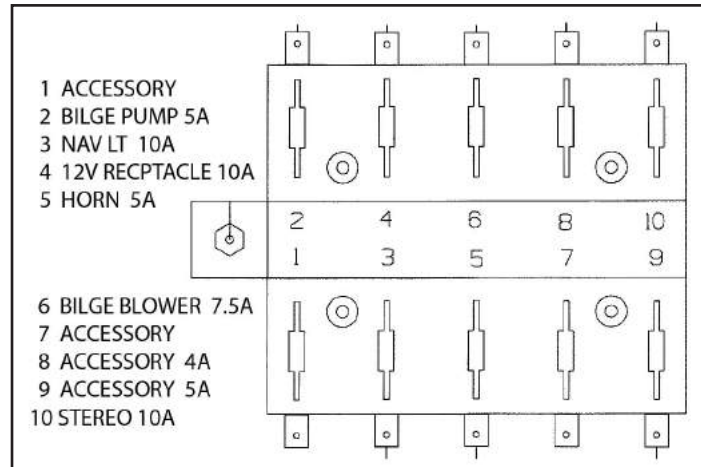 1 ACCESSORY
2 BILGE PUMP 5A
3 NAV LT 10A
4 12V RECPTACLE 10A
5 HORN 5A
2 4 6 8 10
1 3 5 7 9
6 BILGE BLOWER 7.5A
7 ACCESSORY
8 ACCESSORY 4A
9 ACCESSORY 5A
10 STEREO 10A